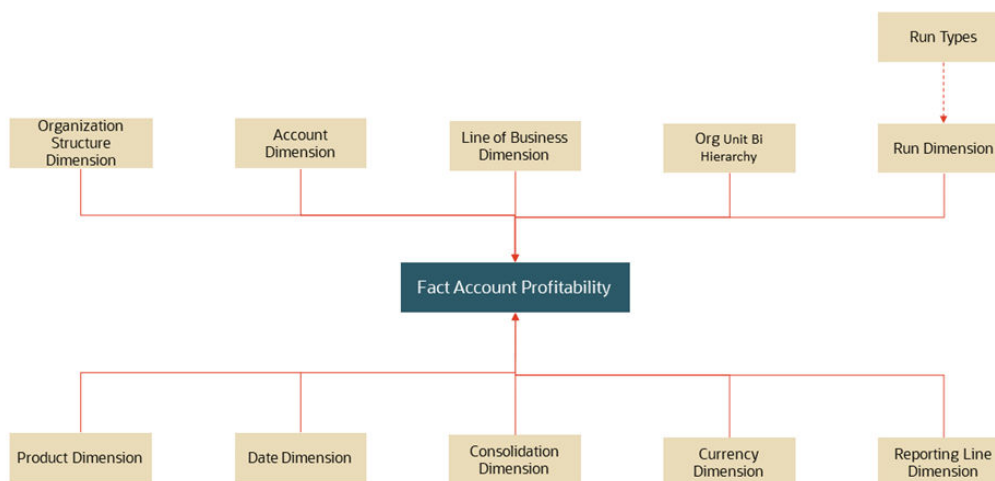 Run Types
Organization
Structure
Dimension
Account
Dimension
Line of Business
Dimension
Org Unit Bi
Hierarchy
Run Dimension
Fact Account Profitability
Product Dimension
Date Dimension
Consolidation
Dimension
Currency
Dimension
Reporting Line
Dimension